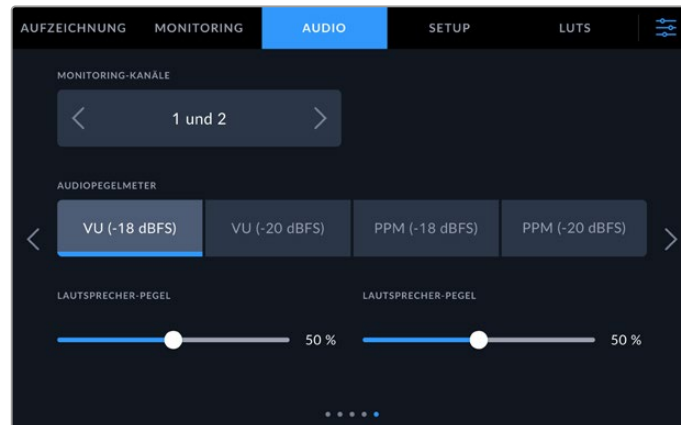 AUFZEICHNUNG MONITORING AUDIO SETUP LUTS
MONITORING-KANÄLE
1 und 2
AUDIOPEGELMETER
VU (-18 dBFS) VU (-20 dBFS) PPM (-18 dBFS) PPM (-20 dBFS)
LAUTSPRECHER-PEGEL LAUTSPRECHER-PEGEL
50 % 50 %